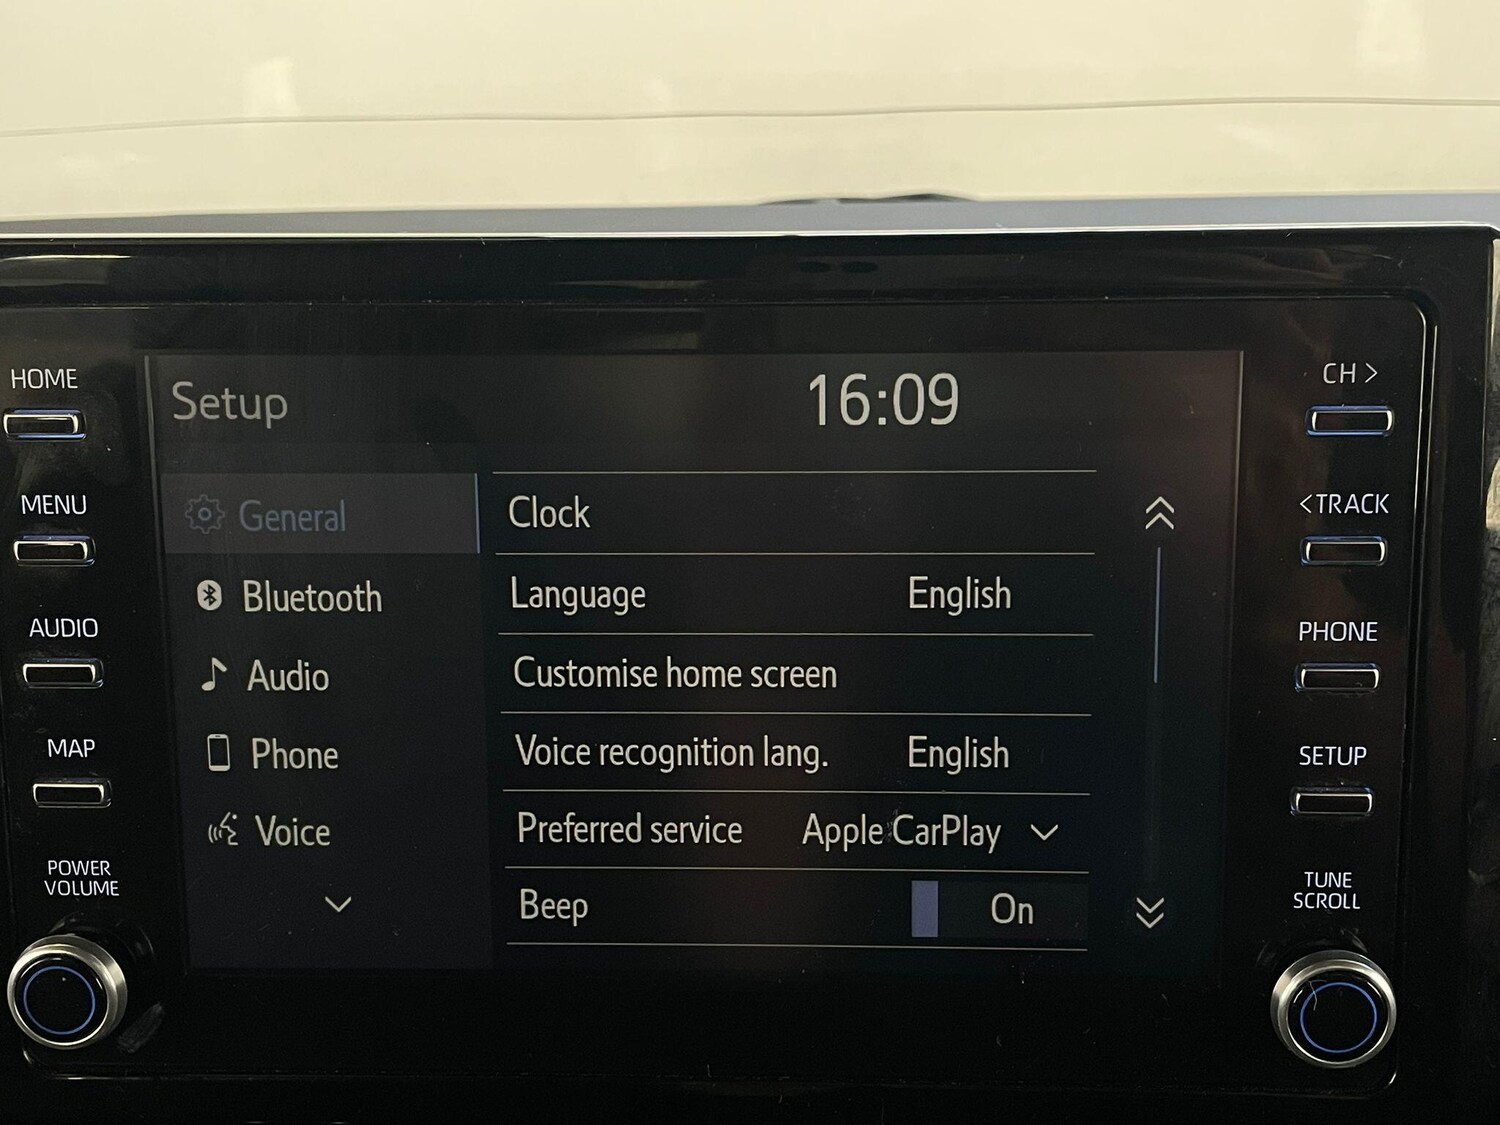 HOME
MENU
AUDIO
MAP
POWER
VOLUME
Setup
16:09
General
Bluetooth
Audio
Phone
Voice
Clock
Language English
Customise home screen
Voice recognition lang. English
Preferred service Apple CarPlay
Beep On
CH >
<TRACK
PHONE
SETUP
TUNE
SCROLL